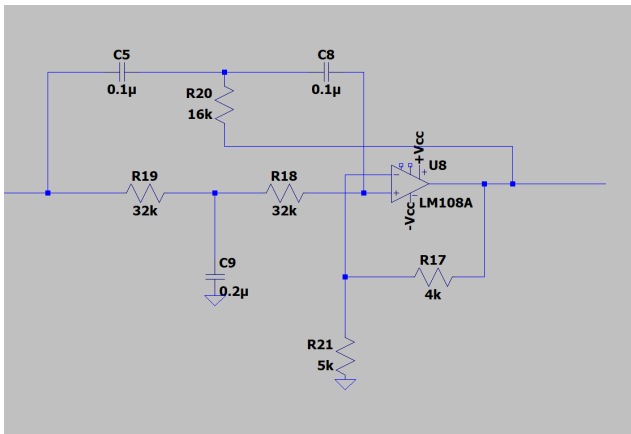 C5
0.1µ
C8
0.1µ
R20
16k
+Vcc
U8
R19
32k
R18
32k
-Vcc
LM108A
C9
0.2µ
R17
4k
R21
5k